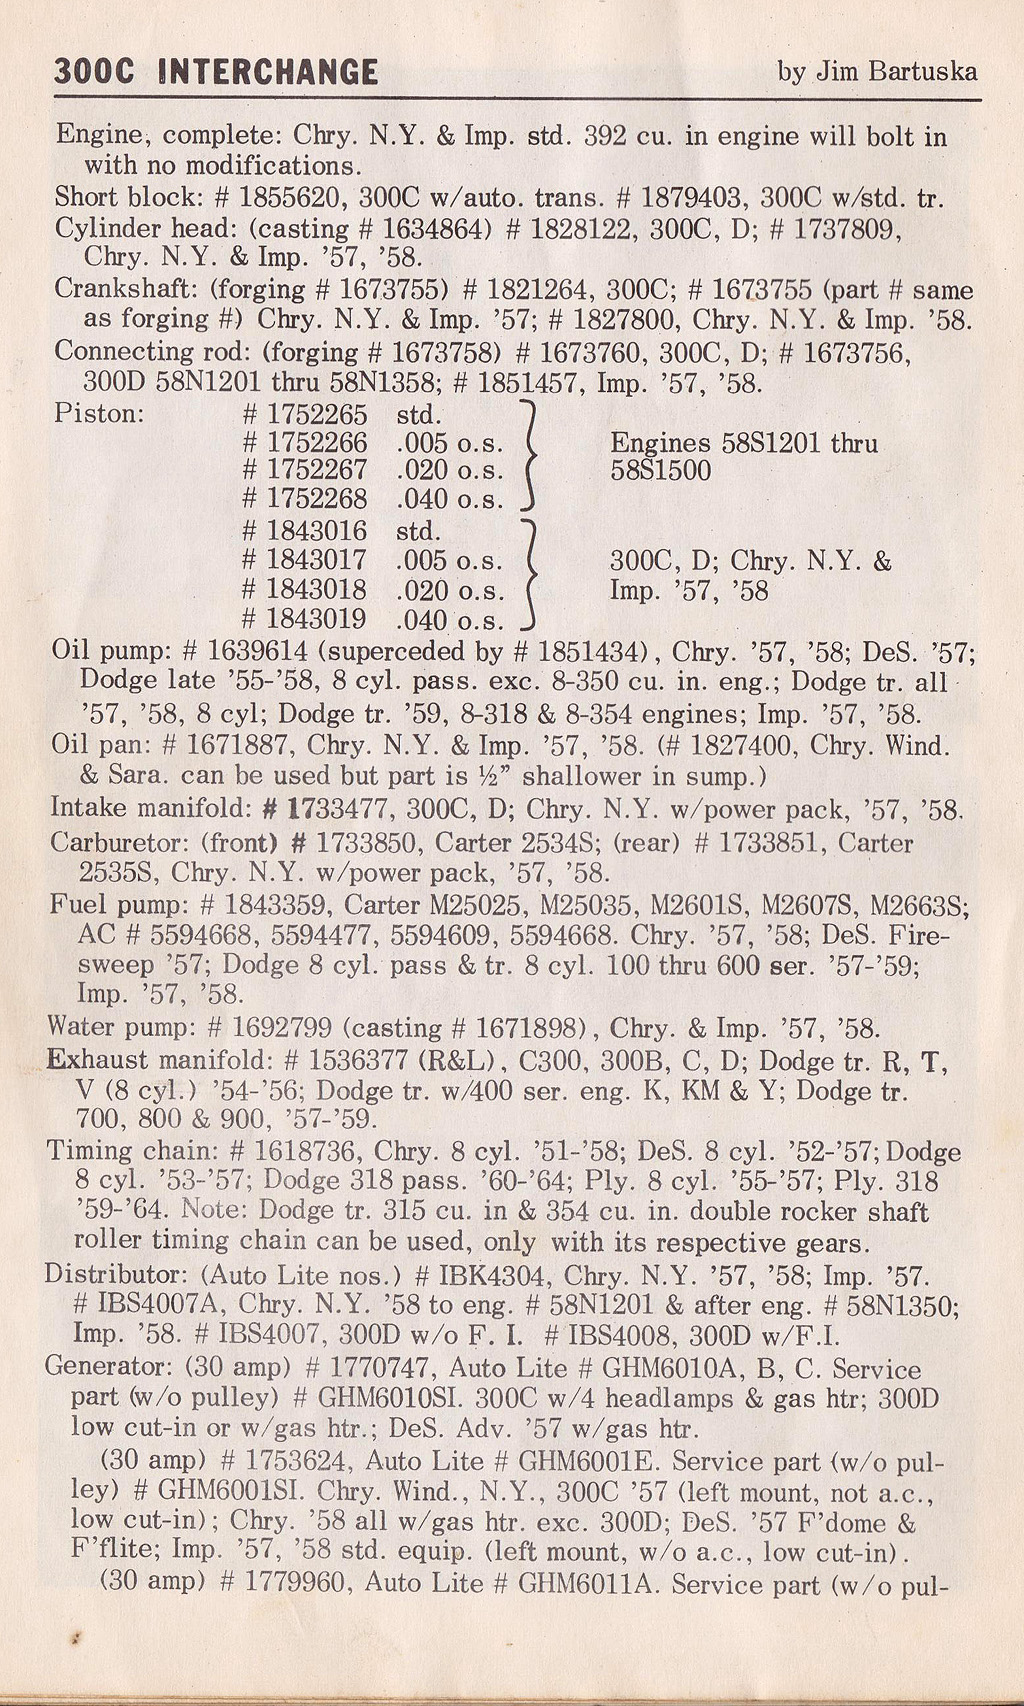 300C INTERCHANGE by Jim Bartuska
Engine, complete: Chry. N.Y. & Imp. std. 392 cu. in engine will bolt in
with no modifications.
Short block: # 1855620, 300C w/auto. trans. # 1879403, 300C w/std. tr.
Cylinder head: (casting # 1634864) # 1828122, 300C, D; # 1737809,
Chry. N.Y. & Imp. '57, '58.
Crankshaft: (forging # 1673755) # 1821264, 300C; # 1673755 (part # same
as forging #) Chry. N.Y. & Imp. '57; # 1827800, Chry. N.Y. & Imp. '58.
Connecting rod: (forging # 1673758) # 1673760, 300C, D; # 1673756,
300D 58N1201 thru 58N1358; # 1851457, Imp. '57, '58.
Piston: # 1752265 std.
# 1752266 .005 o.s. Engines 58S1201 thru
# 1752267 .020 o.s. 58S1500
# 1752268 .040 o.s.
# 1843016 std.
# 1843017 .005 o.s. 300C, D; Chry. N.Y. &
# 1843018 .020 o.s. Imp. '57, '58
# 1843019 .040 o.s.
Oil pump: # 1639614 (superceded by # 1851434), Chry. '57, '58; DeS. '57;
Dodge late '55-'58, 8 cyl. pass. exc. 8-350 cu. in. eng.; Dodge tr. all
'57, '58, 8 cyl; Dodge tr. '59, 8-318 & 8-354 engines; Imp. '57, '58.
Oil pan: # 1671887, Chry. N.Y. & Imp. '57, '58. (# 1827400, Chry. Wind.
& Sara. can be used but part is ½" shallower in sump.)
Intake manifold: # 1733477, 300C, D; Chry. N.Y. w/power pack, '57, '58.
Carburetor: (front) # 1733850, Carter 2534S; (rear) # 1733851, Carter
2535S, Chry. N.Y. w/power pack, '57, '58.
Fuel pump: # 1843359, Carter M25025, M25035, M2601S, M2607S, M2663S;
AC # 5594668, 5594477, 5594609, 5594668. Chry. '57, '58; DeS. Fire-
sweep '57; Dodge 8 cyl. pass & tr. 8 cyl. 100 thru 600 ser. '57-'59;
Imp. '57, '58.
Water pump: # 1692799 (casting # 1671898), Chry. & Imp. '57, '58.
Exhaust manifold: # 1536377 (R&L), C300, 300B, C, D; Dodge tr. R, T,
V (8 cyl.) '54-'56; Dodge tr. w/400 ser. eng. K, KM & Y; Dodge tr.
700, 800 & 900, '57-'59.
Timing chain: # 1618736, Chry. 8 cyl. '51-'58; DeS. 8 cyl. '52-'57; Dodge
8 cyl. '53-'57; Dodge 318 pass. '60-'64; Ply. 8 cyl. '55-'57; Ply. 318
'59-'64. Note: Dodge tr. 315 cu. in & 354 cu. in. double rocker shaft
roller timing chain can be used, only with its respective gears.
Distributor: (Auto Lite nos.) # IBK4304, Chry. N.Y. '57, '58; Imp. '57.
# IBS4007A, Chry. N.Y. '58 to eng. # 58N1201 & after eng. # 58N1350;
Imp. '58. # IBS4007, 300D w/o F. I. # IBS4008, 300D w/F.I.
Generator: (30 amp) # 1770747, Auto Lite # GHM6010A, B, C. Service
part (w/o pulley) # GHM6010SI. 300C w/4 headlamps & gas htr; 300D
low cut-in or w/gas htr.; DeS. Adv. '57 w/gas htr.
(30 amp) # 1753624, Auto Lite # GHM6001E. Service part (w/o pul-
ley) # GHM6001SI. Chry. Wind., N.Y., 300C '57 (left mount, not a.c.,
low cut-in); Chry. '58 all w/gas htr. exc. 300D; DeS. '57 F'dome &
F'flite; Imp. '57, '58 std. equip. (left mount, w/o a.c., low cut-in).
(30 amp) # 1779960, Auto Lite # GHM6011A. Service part (w/o pul-